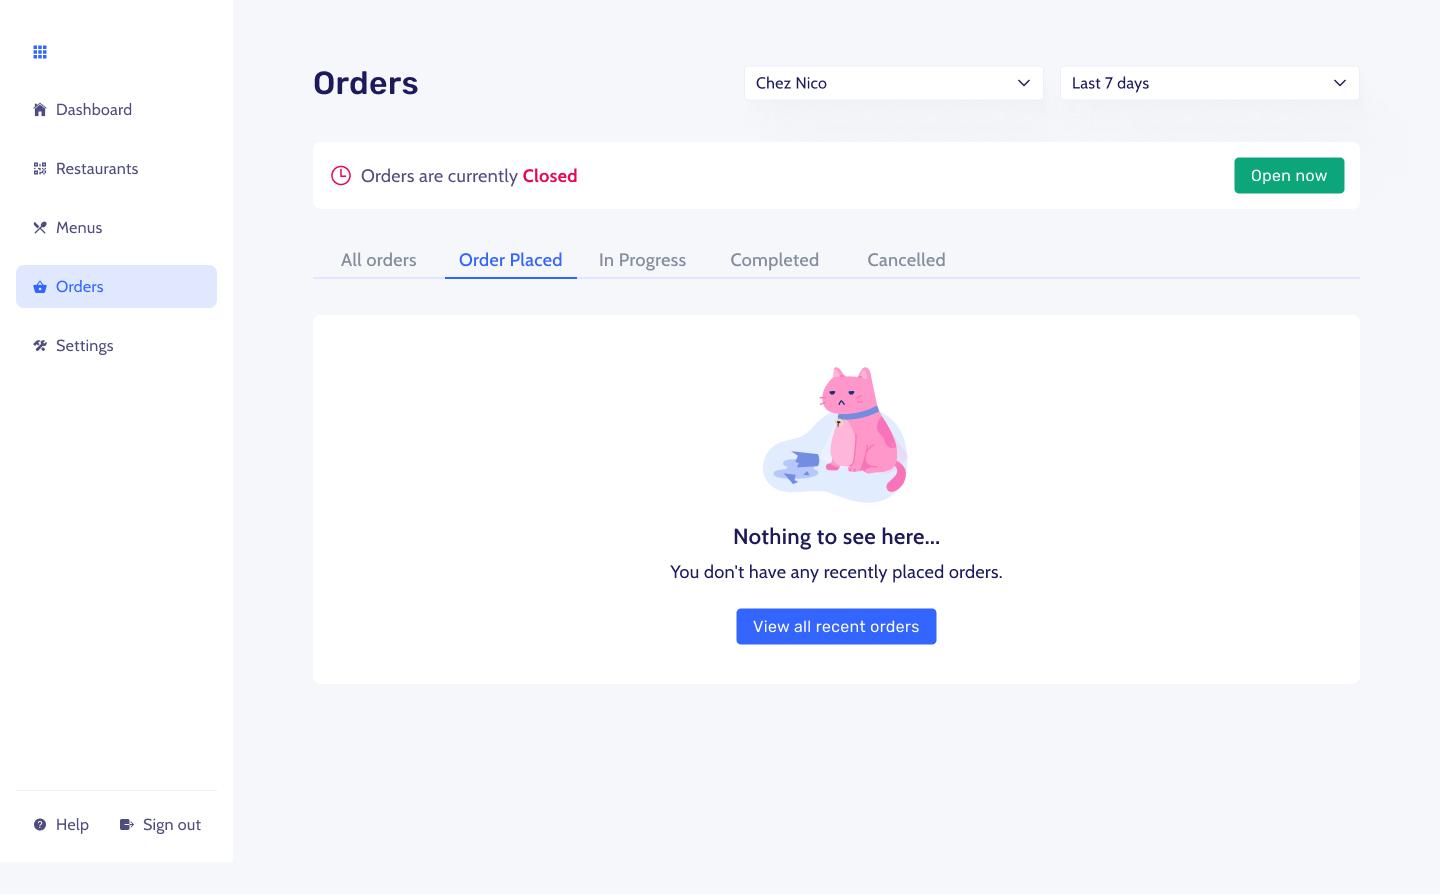 Dashboard
Restaurants
Menus
Orders
Settings
Help
Sign out
Orders
Chez Nico
Last 7 days
Orders are currently Closed
Open now
All orders
Order Placed
In Progress
Completed
Cancelled
Nothing to see here...
You don't have any recently placed orders.
View all recent orders